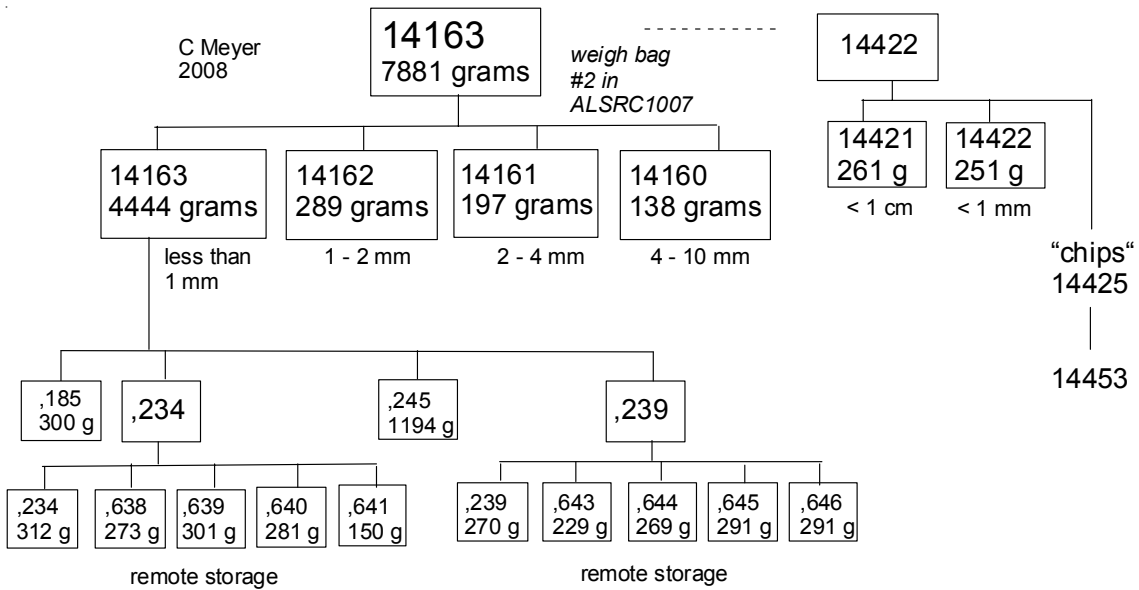 C Meyer
2008
14163
7881 grams
weigh bag
#2 in
ALSRC1007
14422
14163
4444 grams
less than
1 mm
14162
289 grams
1 - 2 mm
14161
197 grams
2 - 4 mm
14160
138 grams
4 - 10 mm
14421
261 g
< 1 cm
14422
251 g
< 1 mm
“chips“
14425
14453
,185
300 g
,234
,245
1194 g
,239
,234
312 g
,638
273 g
,639
301 g
,640
281 g
,641
150 g
remote storage
,239
270 g
,643
229 g
,644
269 g
,645
291 g
,646
291 g
remote storage